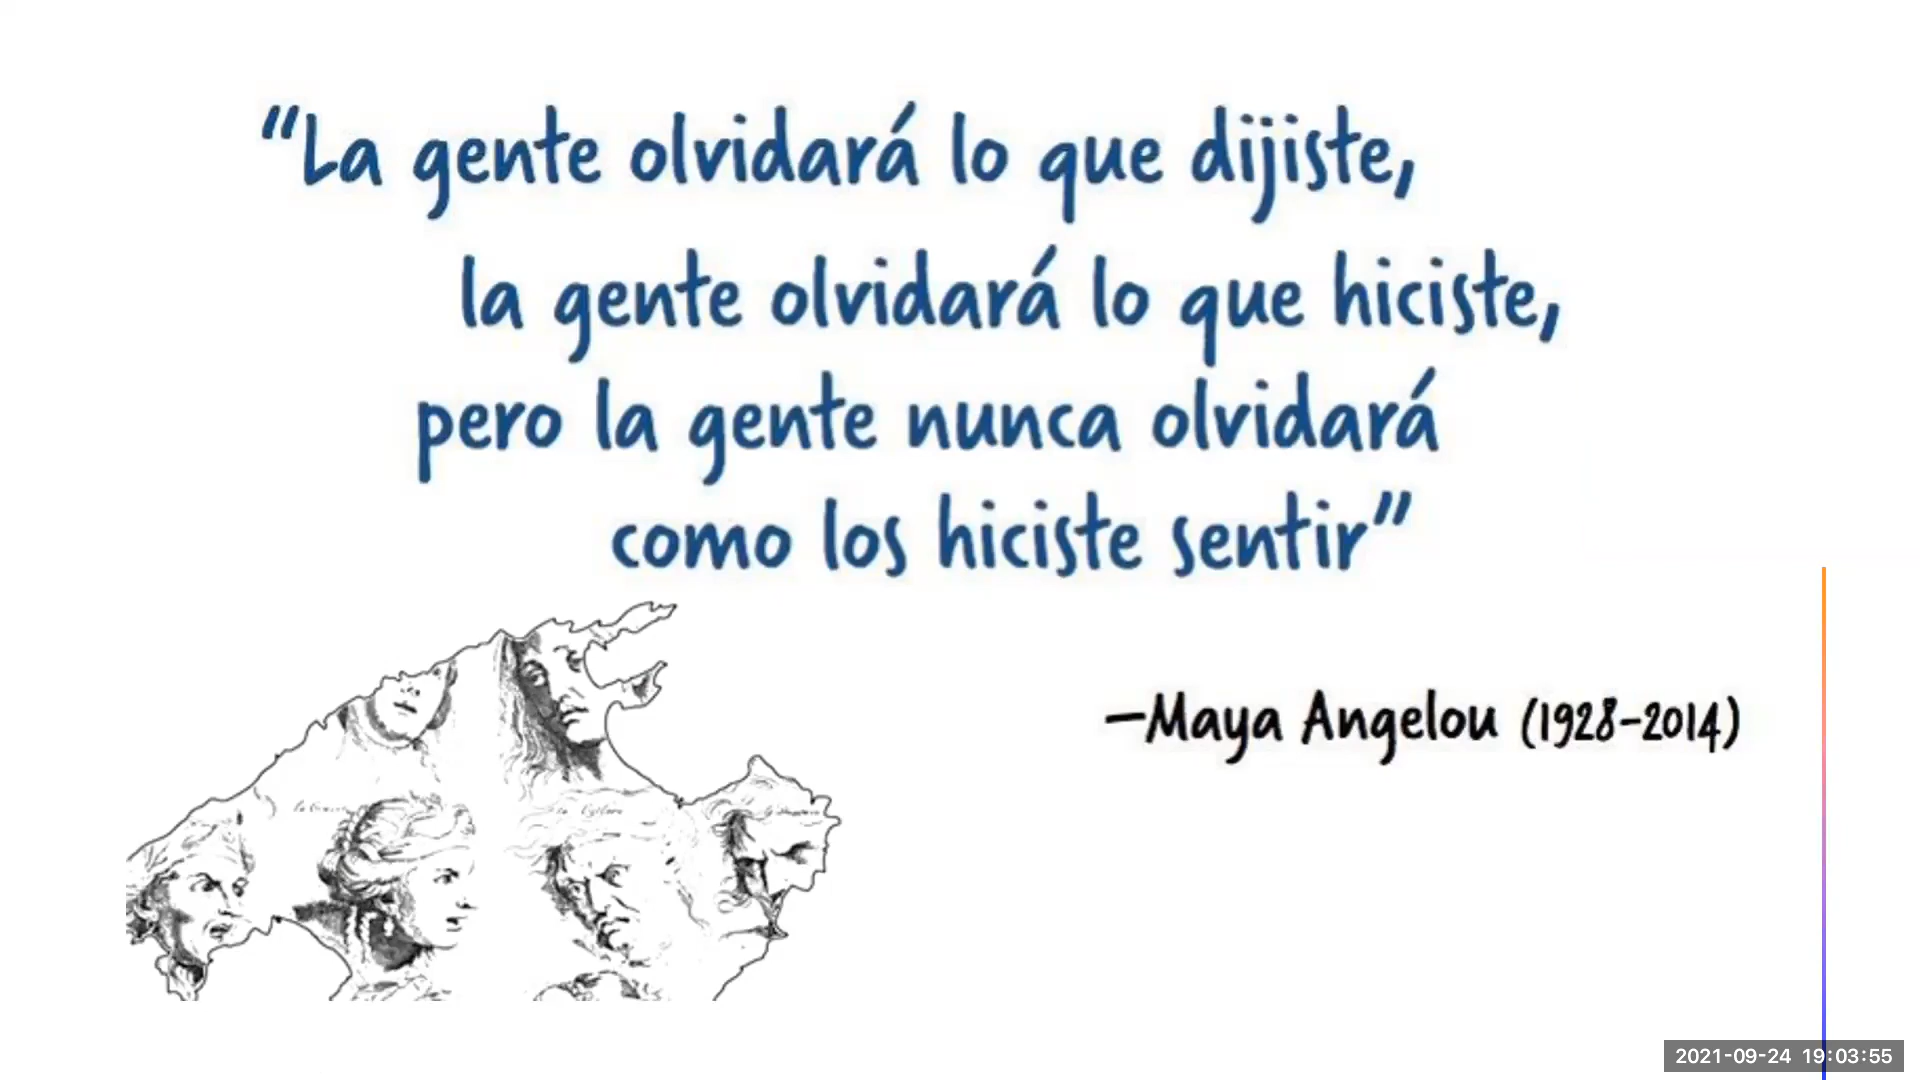 “La gente olvidará lo que dijiste,
la gente olvidará lo que hiciste,
pero la gente nunca olvidará
como los hiciste sentir”
—Maya Angelou (1928-2014)
2021-09-24 19:03:55